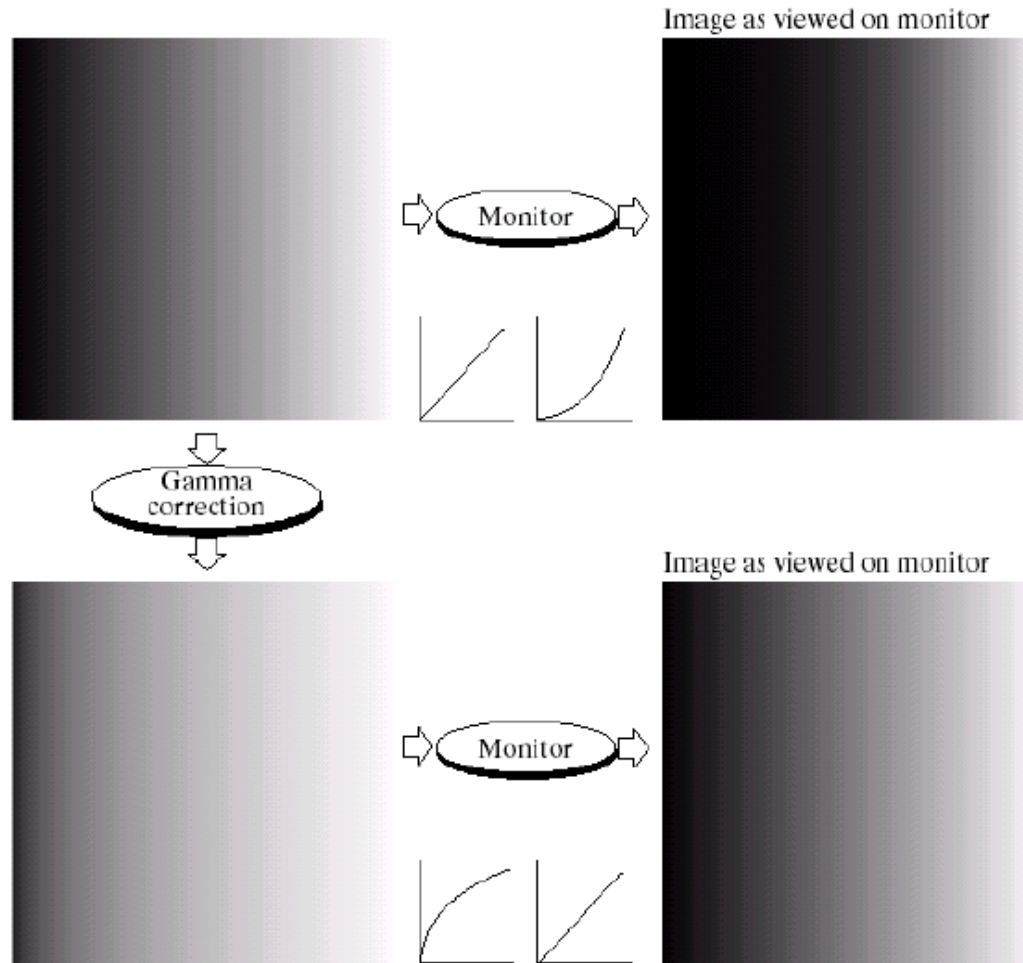 Image as viewed on monitor
Monitor
Gamma
correction
Image as viewed on monitor
Monitor